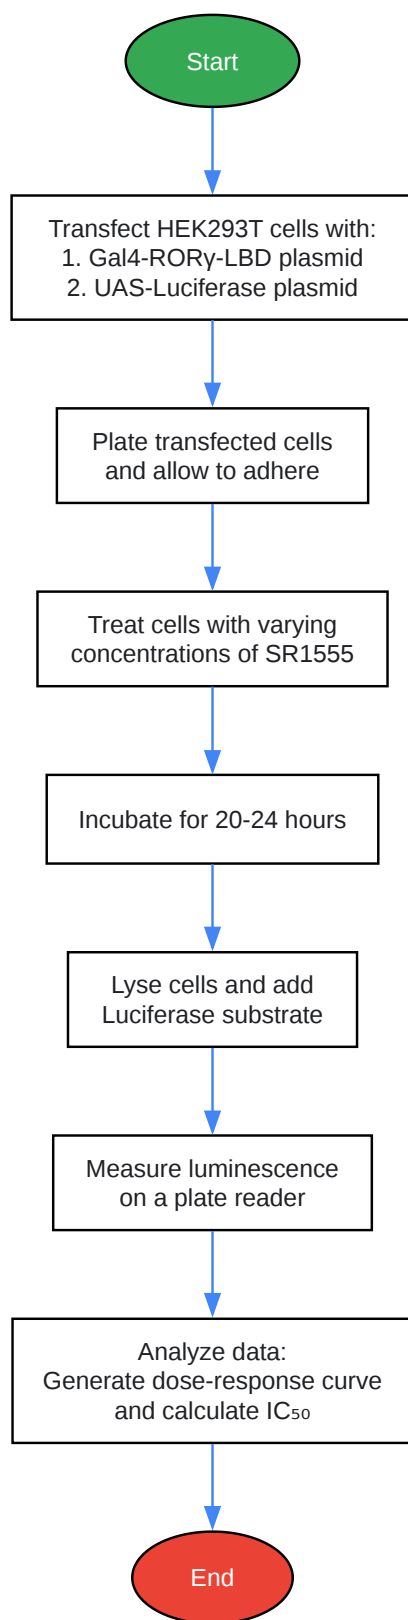 Start
Transfect HEK293T cells with:
1. Gal4-RORγ-LBD plasmid
2. UAS-Luciferase plasmid
Plate transfected cells
and allow to adhere
Treat cells with varying
concentrations of SR1555
Incubate for 20-24 hours
Lyse cells and add
Luciferase substrate
Measure luminescence
on a plate reader
Analyze data:
Generate dose-response curve
and calculate IC₅₀
End